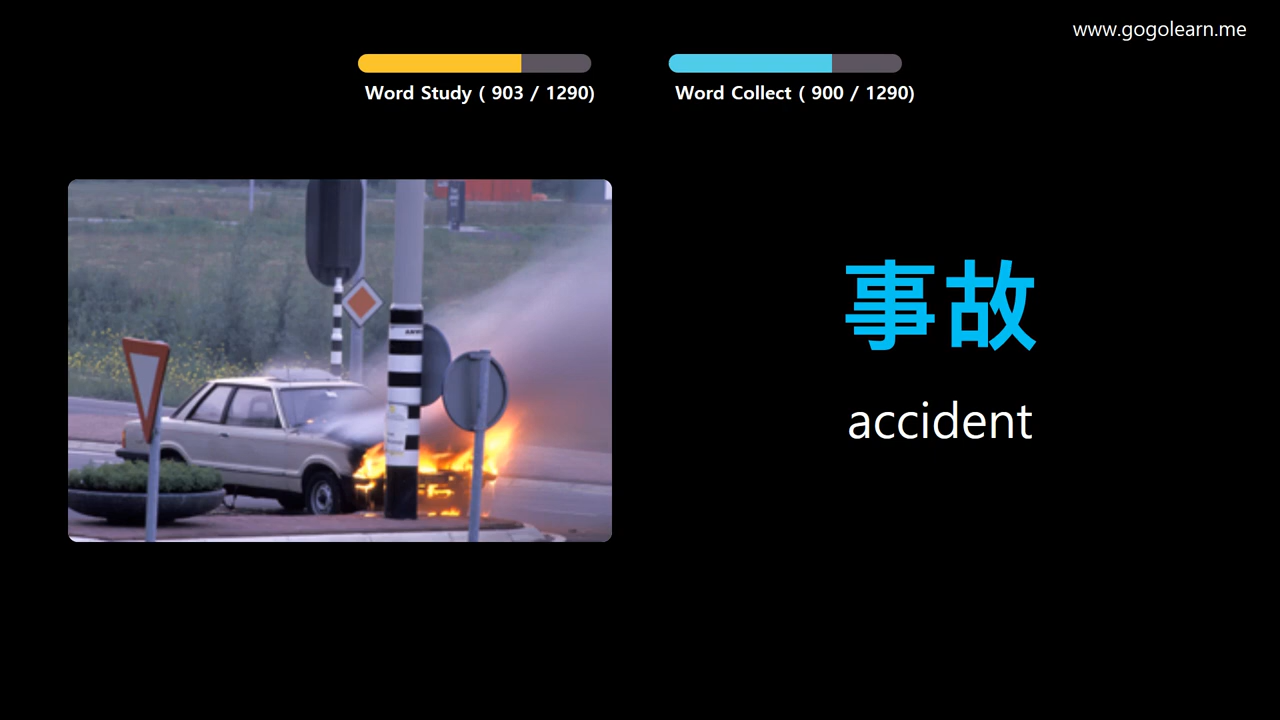 www.gogolearn.me
Word Study ( 903 / 1290)
Word Collect ( 900 / 1290)
事故
accident